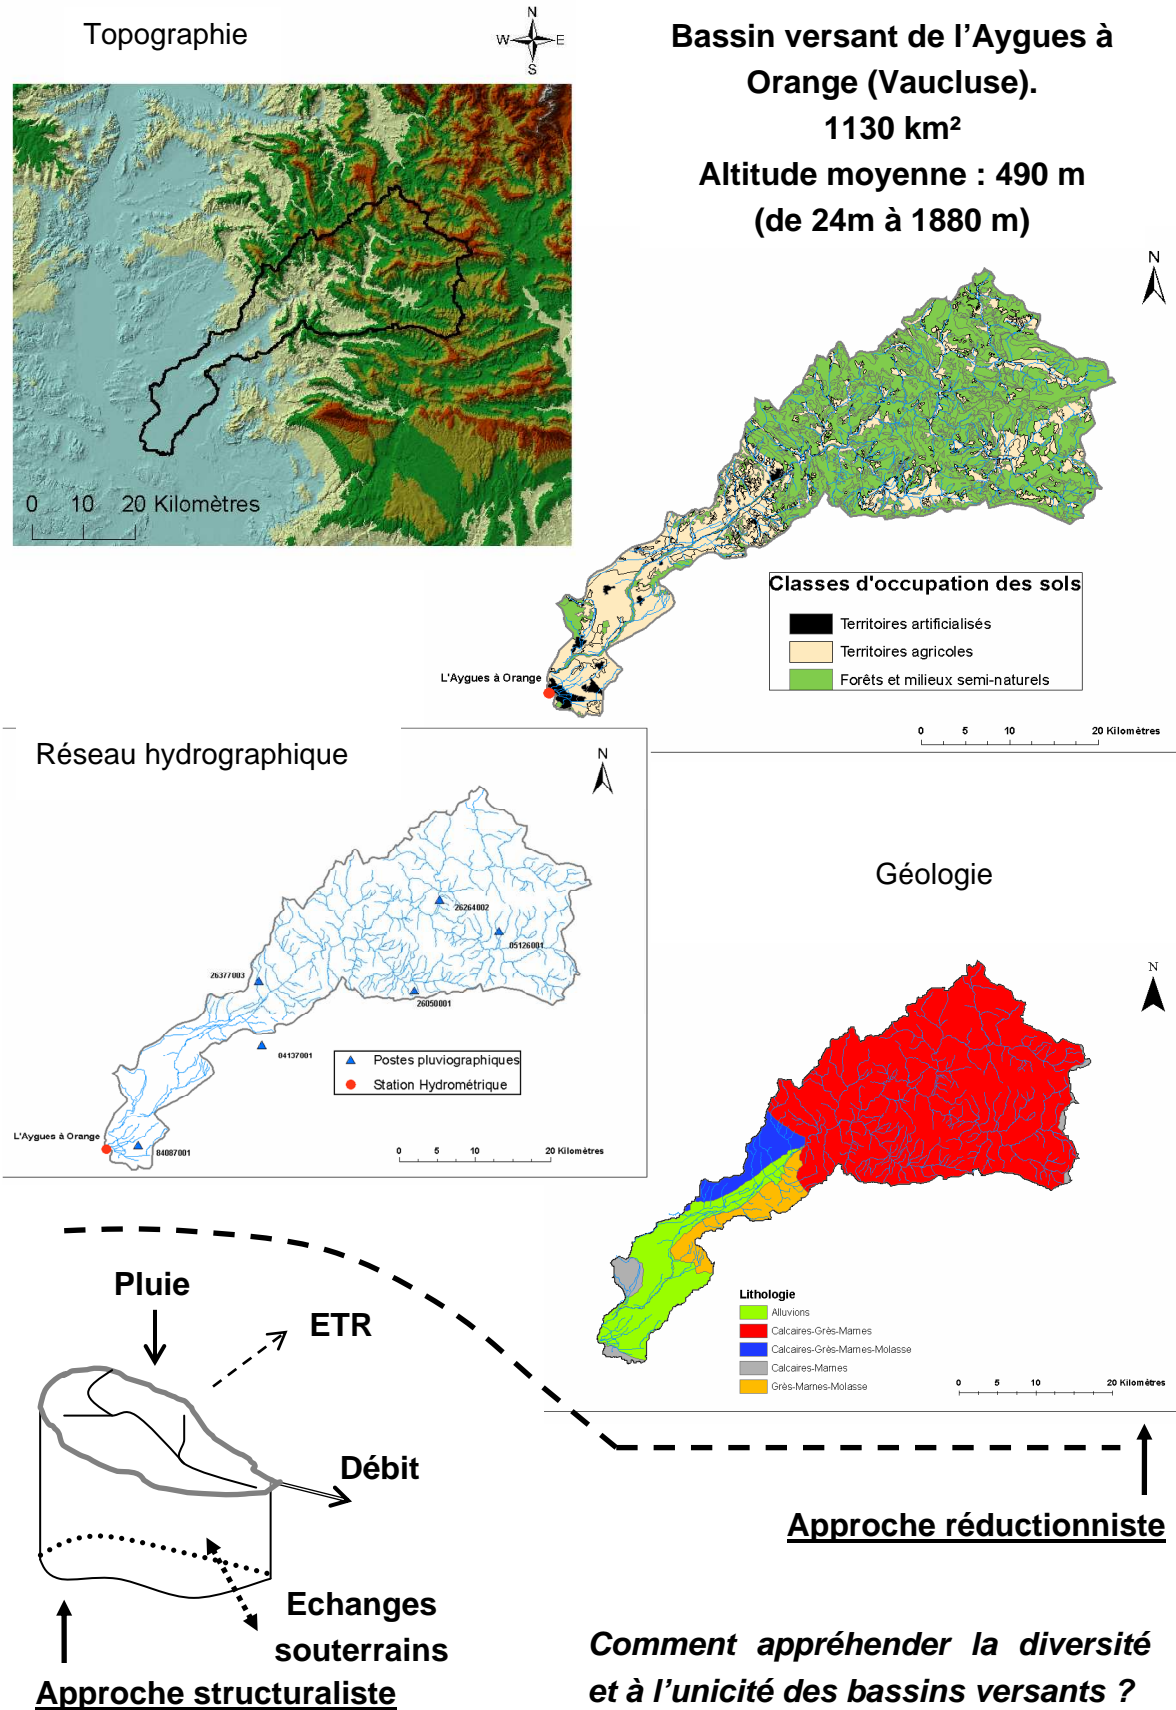 Topographie
N
W E
S
0 10 20 Kilomètres
Bassin versant de l'Aygues à
Orange (Vaucluse).
1130 km²
Altitude moyenne : 490 m
(de 24m à 1880 m)
N
Classes d'occupation des sols
Territoires artificialisés
Territoires agricoles
Forêts et milieux semi-naturels
L'Aygues à Orange
0 5 10 20 Kilomètres
Réseau hydrographique
N
26264002
05126001
26377003
26050001
04137001
Postes pluviographiques
Station Hydrométrique
L'Aygues à Orange
84087001
0 5 10 20 Kilomètres
Géologie
N
Lithologie
Alluvions
Calcaires-Grès-Marnes
Calcaires-Grès-Marnes-Molasse
Calcaires-Marnes
Grès-Marnes-Molasse
0 5 10 20 Kilomètres
Pluie
ETR
Débit
Echanges
souterrains
Approche structuraliste
Approche réductionniste
Comment appréhender la diversité
et à l'unicité des bassins versants ?